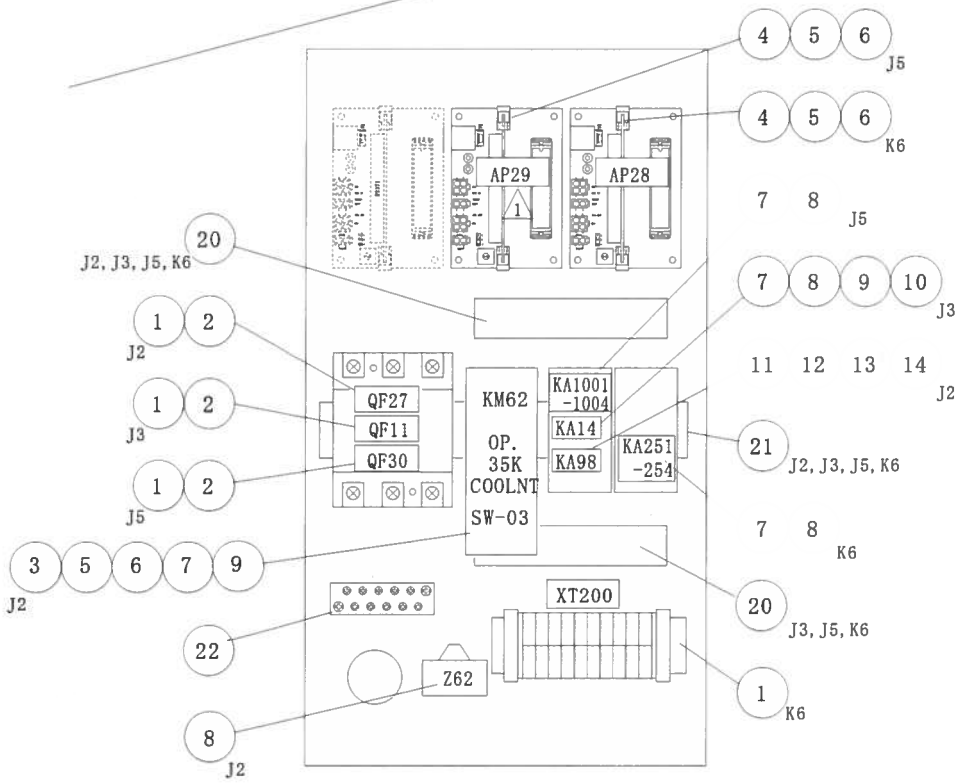 4 5 6
J5
4 5 6
K6
AP29
AP28
1
7 8
J5
20
J2, J3, J5, K6
7 8 9 10
J3
1 2
J2
11 12 13 14
J2
KM62
OP.
35K
COOLNT
SW-03
KA1001
-1004
KA14
KA98
KA251
-254
QF27
QF11
QF30
1 2
J3
21
J2, J3, J5, K6
1 2
J5
7 8
K6
3 5 6 7 9
J2
XT200
20
J3, J5, K6
22
Z62
1
K6
8
J2